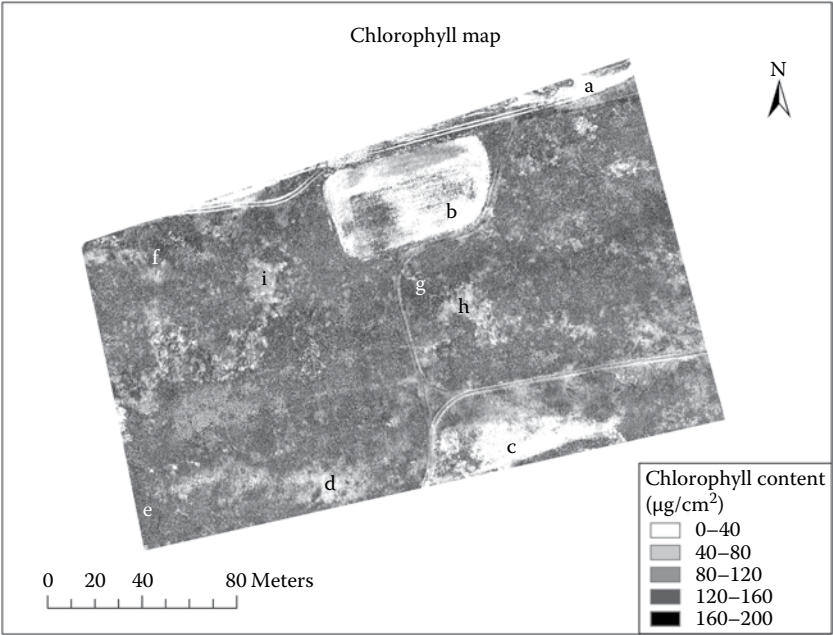 Chlorophyll map
N
a
b
f
i
g
h
c
d
e
Chlorophyll content
(μg/cm²)
0–40
40–80
80–120
120–160
160–200
0 20 40 80 Meters